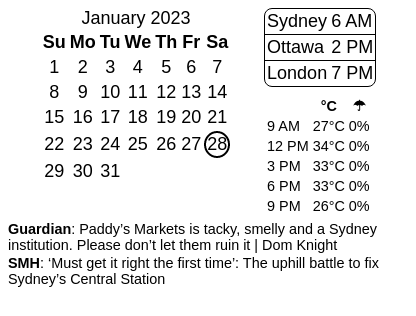 January 2023
Su Mo Tu We Th Fr Sa
1 2 3 4 5 6 7
8 9 10 11 12 13 14
15 16 17 18 19 20 21
22 23 24 25 26 27 28
29 30 31
Sydney 6 AM
Ottawa 2 PM
London 7 PM
°C ☂
9 AM 27°C 0%
12 PM 34°C 0%
3 PM 33°C 0%
6 PM 33°C 0%
9 PM 26°C 0%
Guardian: Paddy’s Markets is tacky, smelly and a Sydney
institution. Please don’t let them ruin it | Dom Knight
SMH: ‘Must get it right the first time’: The uphill battle to fix
Sydney’s Central Station